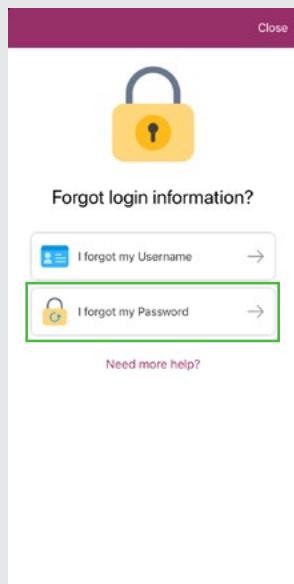 Close
Forgot login information?
I forgot my Username
I forgot my Password
Need more help?